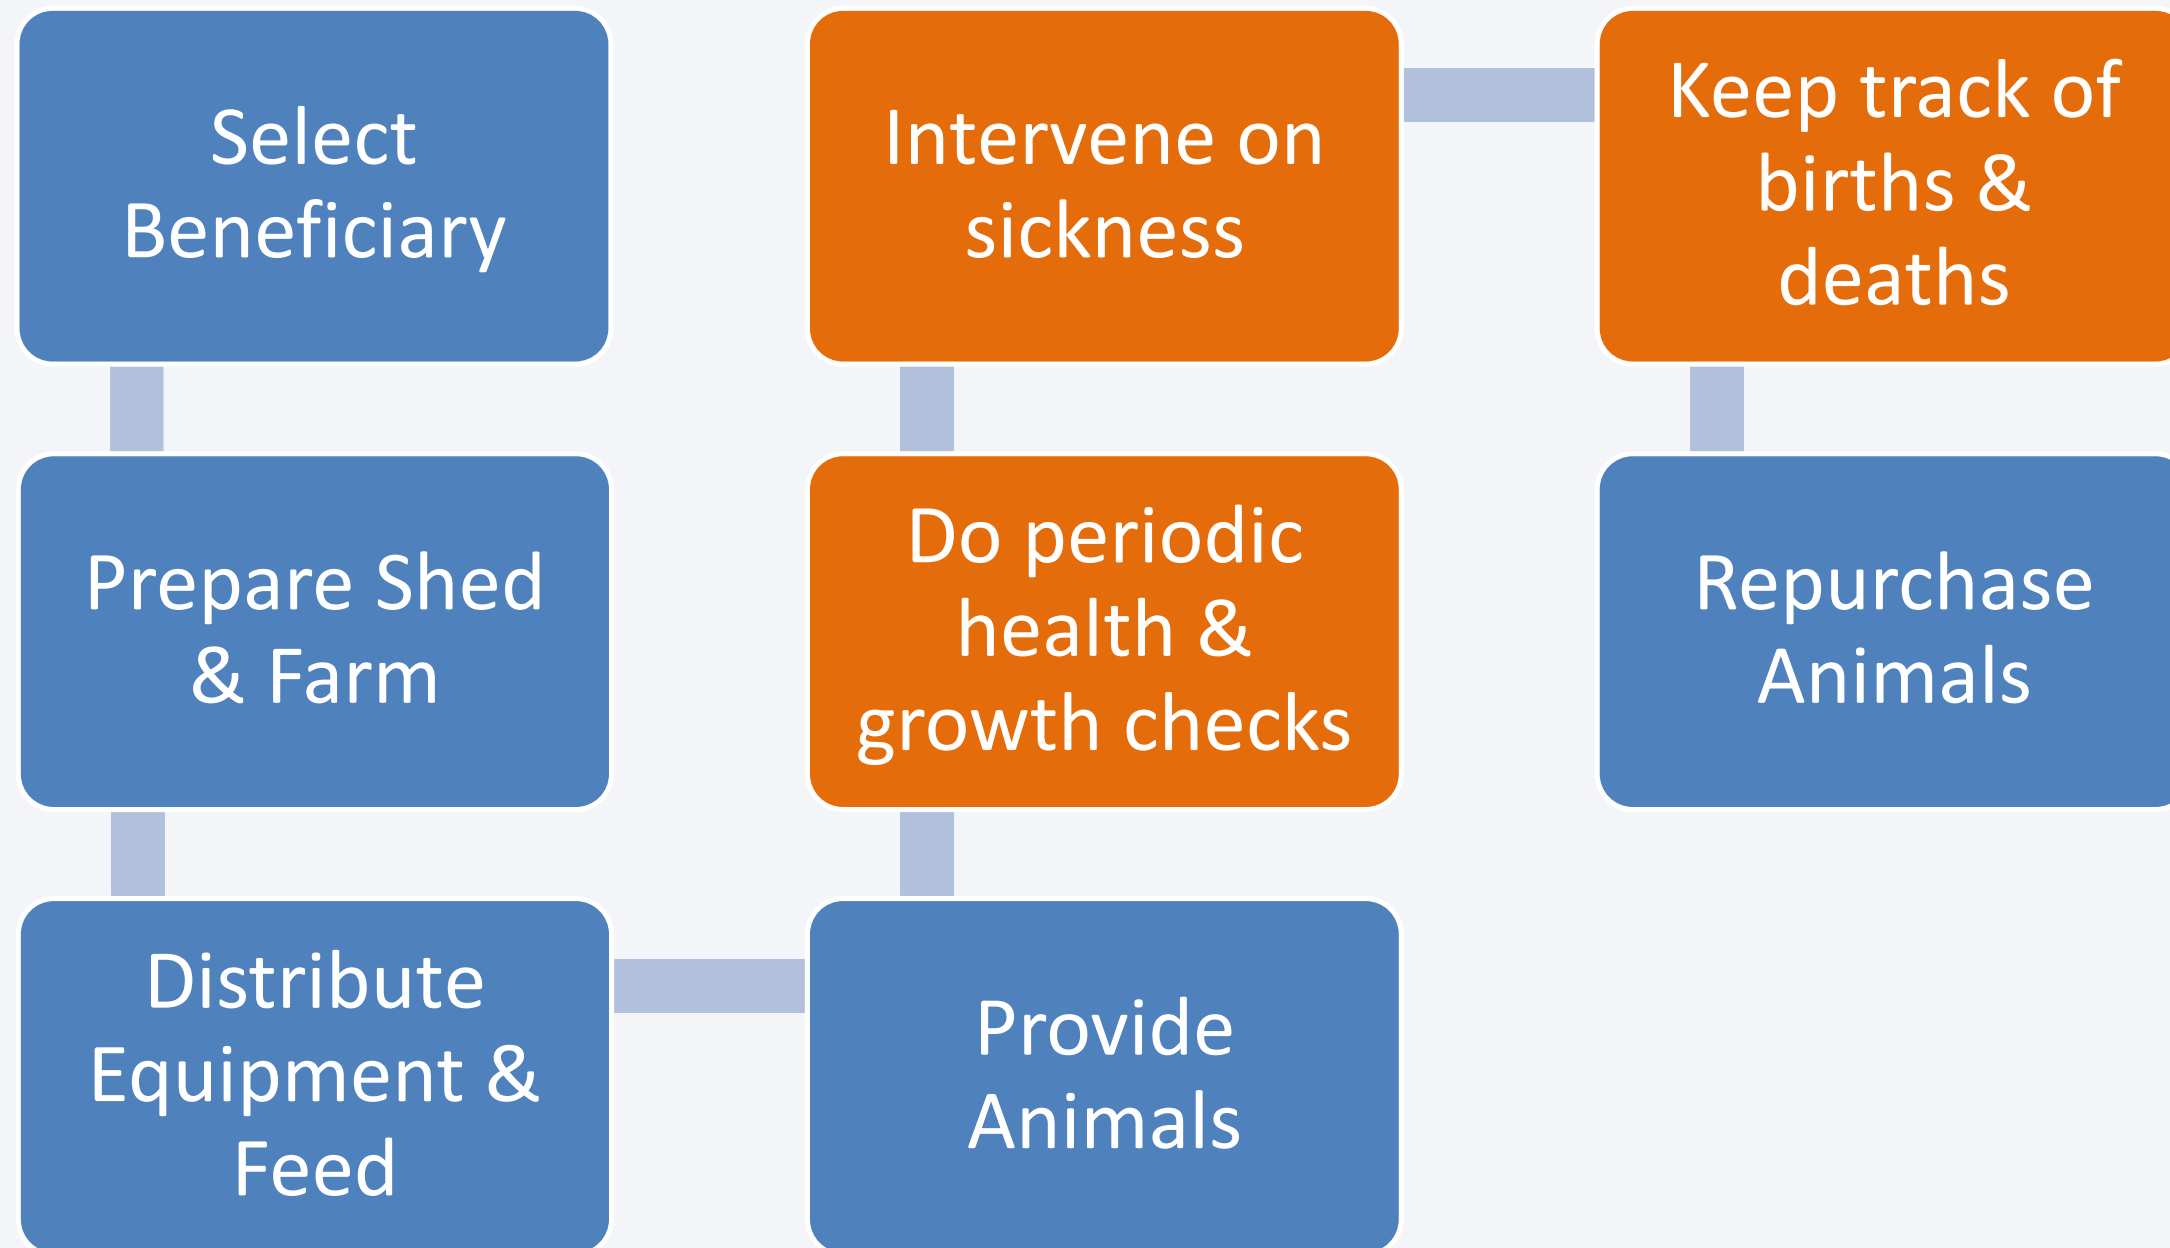 Select
Beneficiary
Prepare Shed
& Farm
Distribute
Equipment &
Feed
Provide
Animals
Do periodic
health &
growth checks
Intervene on
sickness
Keep track of
births &
deaths
Repurchase
Animals